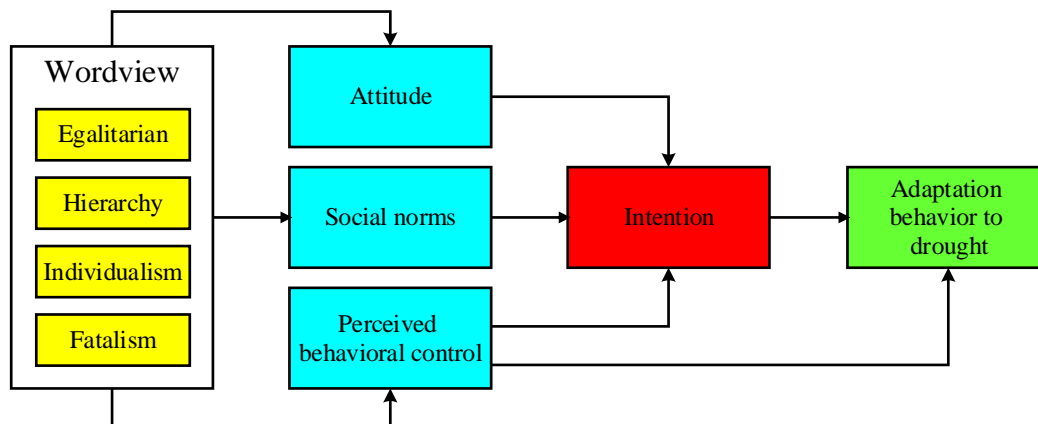 Wordview
Egalitarian
Hierarchy
Individualism
Fatalism
Attitude
Social norms
Perceived
behavioral control
Intention
Adaptation
behavior to
drought